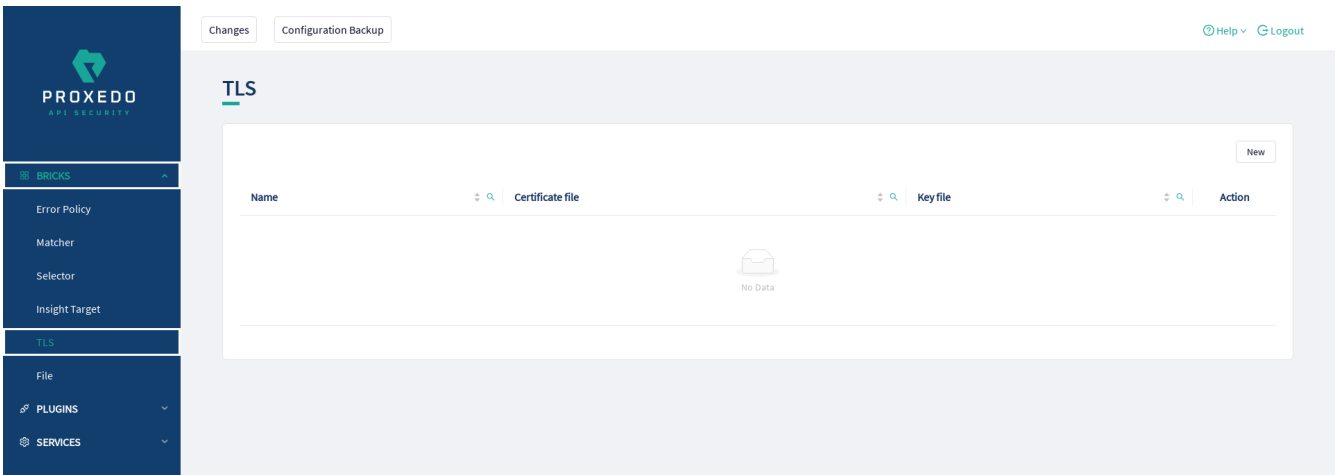 Changes Configuration Backup Help Logout
PROXEDO
API SECURITY
TLS
New
BRICKS
Name Certificate file Key file Action
Error Policy
Matcher
Selector
Insight Target
No Data
TLS
File
PLUGINS
SERVICES